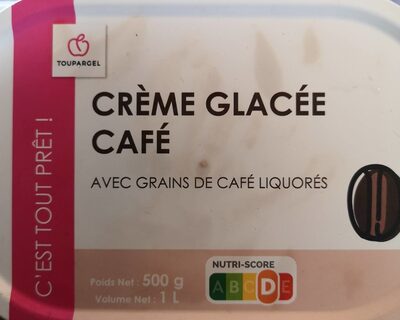 TOUPARGEL
C'EST TOUT PRÊT !
CRÈME GLACÉE
CAFÉ
AVEC GRAINS DE CAFÉ LIQUORÉS
Poids Net : 500 g
Volume Net : 1 L
NUTRI-SCORE
A B C D E